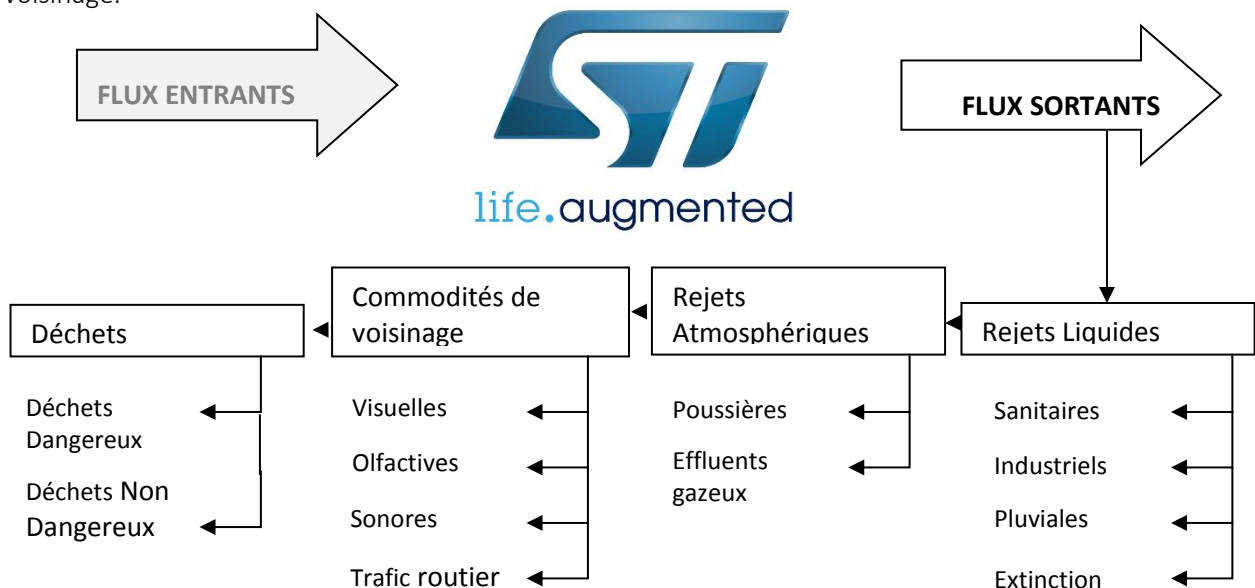 voisinage.
FLUX ENTRANTS
ST
life.augmented
FLUX SORTANTS
Déchets
Commodités de
voisinage
Rejets
Atmosphériques
Rejets Liquides
Déchets
Dangereux
Déchets Non
Dangereux
Visuelles
Olfactives
Sonores
Trafic routier
Poussières
Effluents
gazeux
Sanitaires
Industriels
Pluviales
Extinction